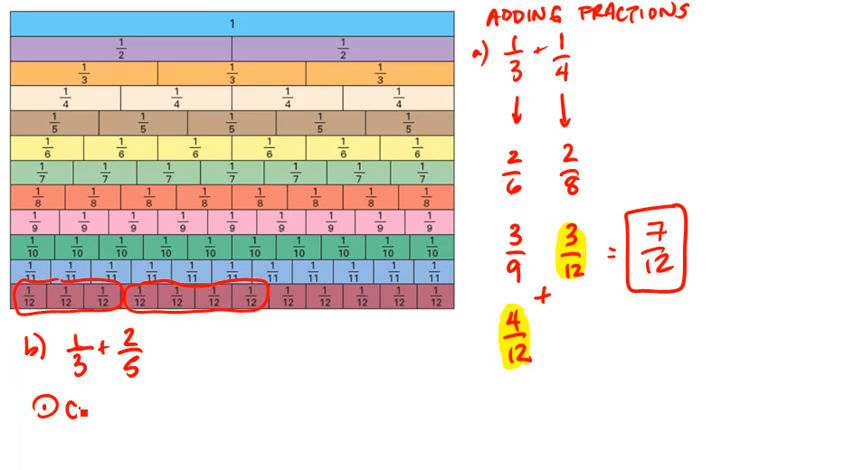 1
1/2 1/2
1/3 1/3 1/3
1/4 1/4 1/4 1/4
1/5 1/5 1/5 1/5 1/5
1/6 1/6 1/6 1/6 1/6 1/6
1/7 1/7 1/7 1/7 1/7 1/7 1/7
1/8 1/8 1/8 1/8 1/8 1/8 1/8 1/8
1/9 1/9 1/9 1/9 1/9 1/9 1/9 1/9 1/9
1/10 1/10 1/10 1/10 1/10 1/10 1/10 1/10 1/10 1/10
1/11 1/11 1/11 1/11 1/11 1/11 1/11 1/11 1/11 1/11 1/11
1/12 1/12 1/12 1/12 1/12 1/12 1/12 1/12 1/12 1/12 1/12 1/12
ADDING FRACTIONS
a) 1/3 + 1/4
↓ ↓
2/6 2/8
3/9 3/12 = 7/12
+
4/12
b) 1/3 + 2/5
① C